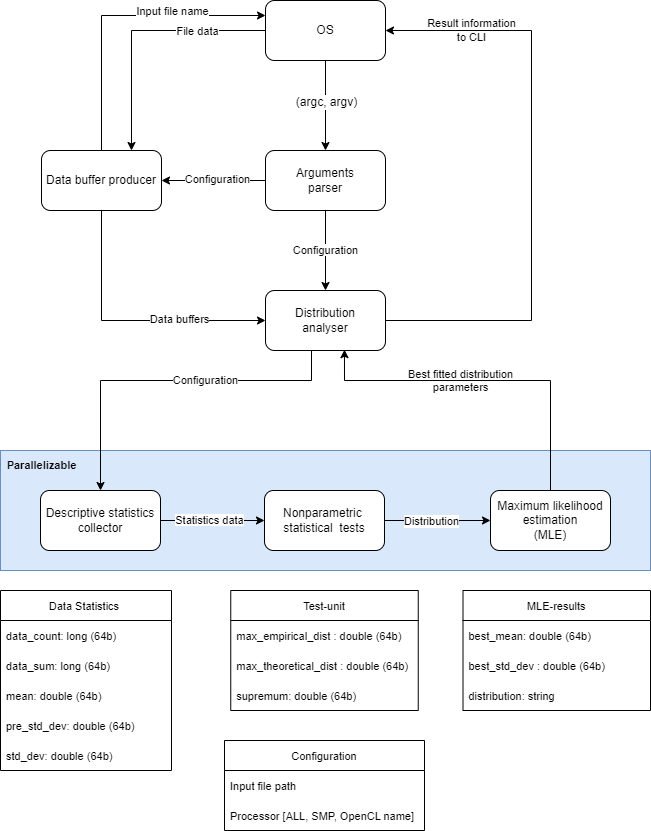 Input file name
OS
Result information
to CLI
File data
(argc, argv)
Data buffer producer
Configuration
Arguments
parser
Configuration
Data buffers
Distribution
analyser
Configuration
Best fitted distribution
parameters
Parallelizable
Descriptive statistics
collector
Statistics data
Nonparametric
statistical tests
Distribution
Maximum likelihood
estimation
(MLE)
Data Statistics
data_count: long (64b)
data_sum: long (64b)
mean: double (64b)
pre_std_dev: double (64b)
std_dev: double (64b)
Test-unit
max_empirical_dist : double (64b)
max_theoretical_dist : double (64b)
supremum: double (64b)
MLE-results
best_mean: double (64b)
best_std_dev : double (64b)
distribution: string
Configuration
Input file path
Processor [ALL, SMP, OpenCL name]